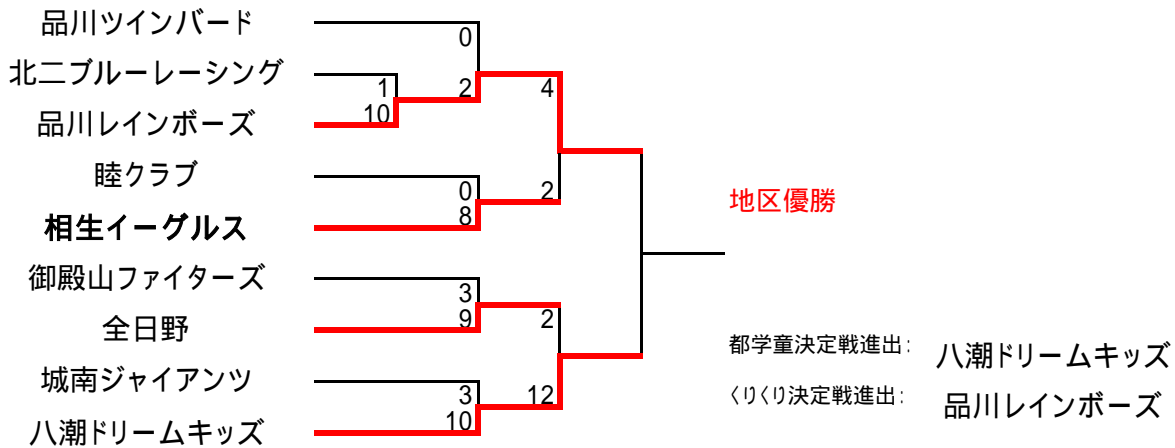 品川ツインバード
0
北二ブルーレーシング
1
2
4
10
品川レインボーズ
睦クラブ
0
2
地区優勝
8
相生イーグルス
御殿山ファイターズ
3
9
2
全日野
都学童決定戦進出: 八潮ドリームキッズ
城南ジャイアンツ
3
12
くりくり決定戦進出: 品川レインボーズ
10
八潮ドリームキッズ